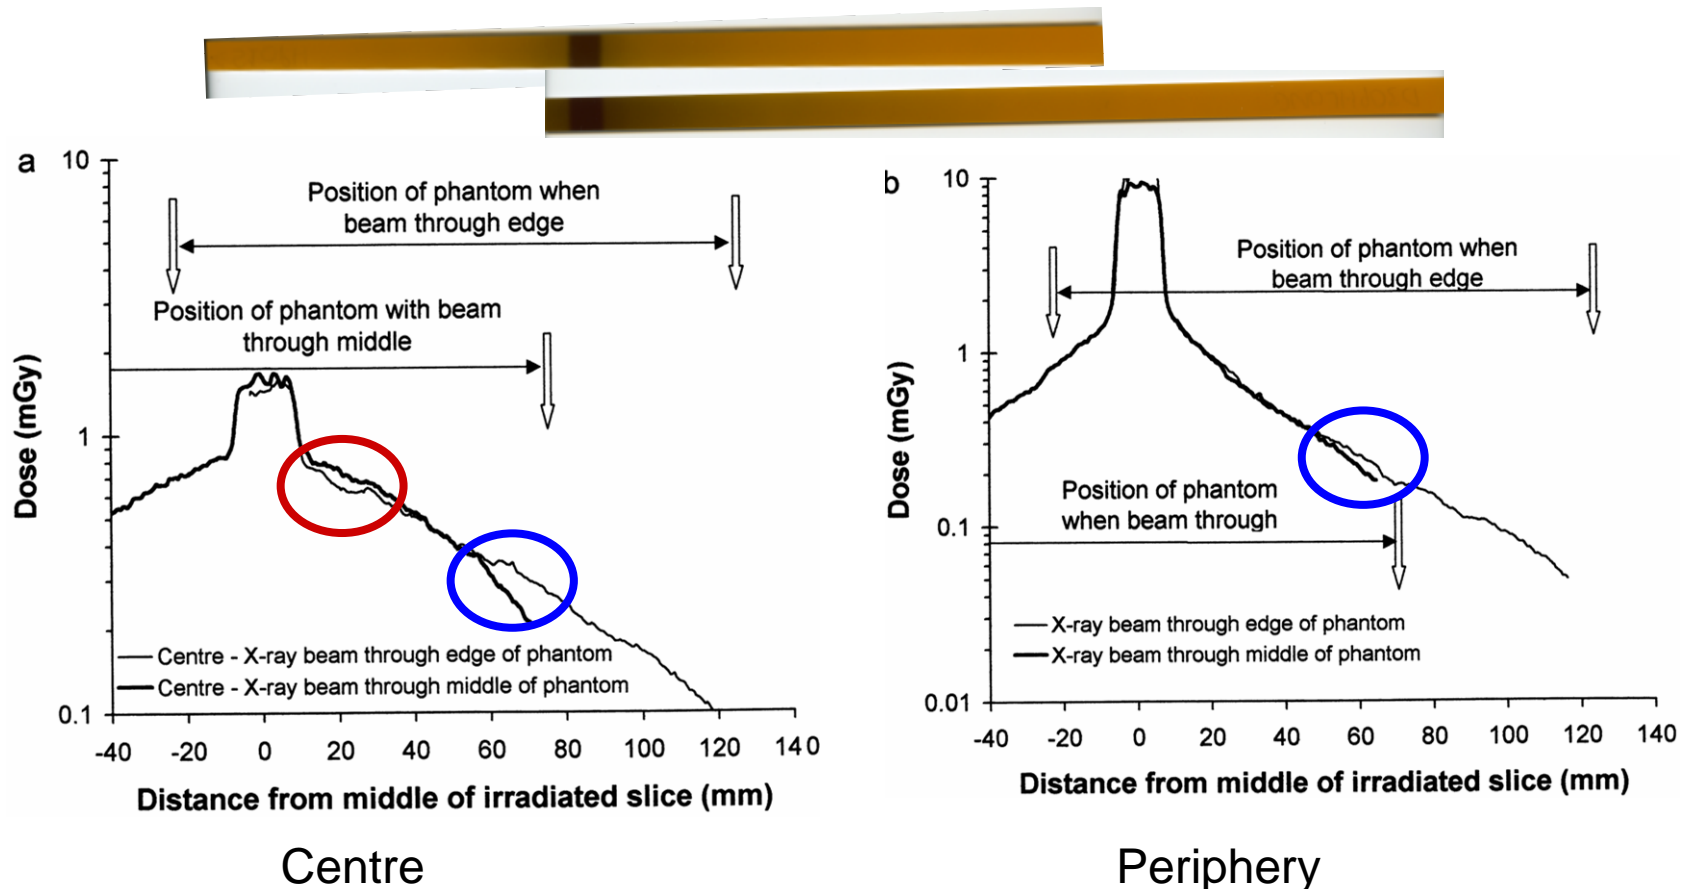 a
10
Position of phantom when
beam through edge
Position of phantom with beam
through middle
1
Dose (mGy)
Centre - X-ray beam through edge of phantom
Centre - X-ray beam through middle of phantom
0.1
-40 -20 0 20 40 60 80 100 120 140
Distance from middle of irradiated slice (mm)
Centre
b
10
Position of phantom when
beam through edge
1
Dose (mGy)
Position of phantom
when beam through
0.1
X-ray beam through edge of phantom
X-ray beam through middle of phantom
0.01
-40 -20 0 20 40 60 80 100 120 140
Distance from middle of irradiated slice (mm)
Periphery